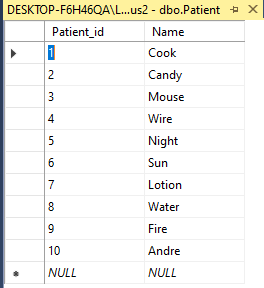 DESKTOP-F6H46QA\L...us2 - dbo.Patient
Patient_id Name
1 Cook
2 Candy
3 Mouse
4 Wire
5 Night
6 Sun
7 Lotion
8 Water
9 Fire
10 Andre
NULL NULL